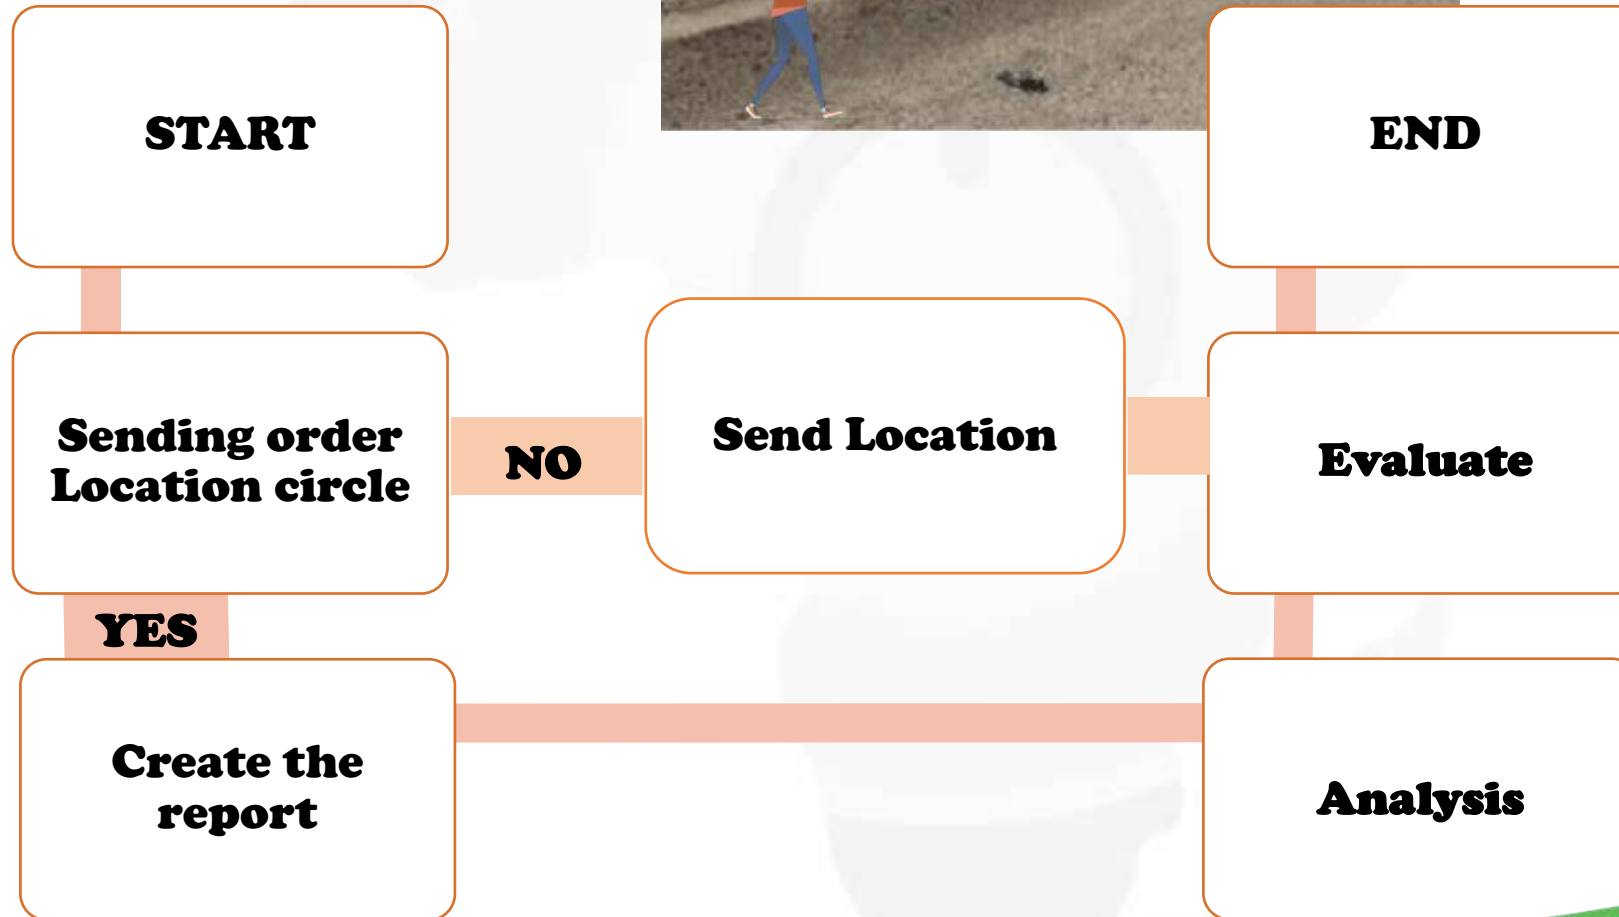 START
END
Sending order
Location circle
NO
Send Location
Evaluate
YES
Create the
report
Analysis